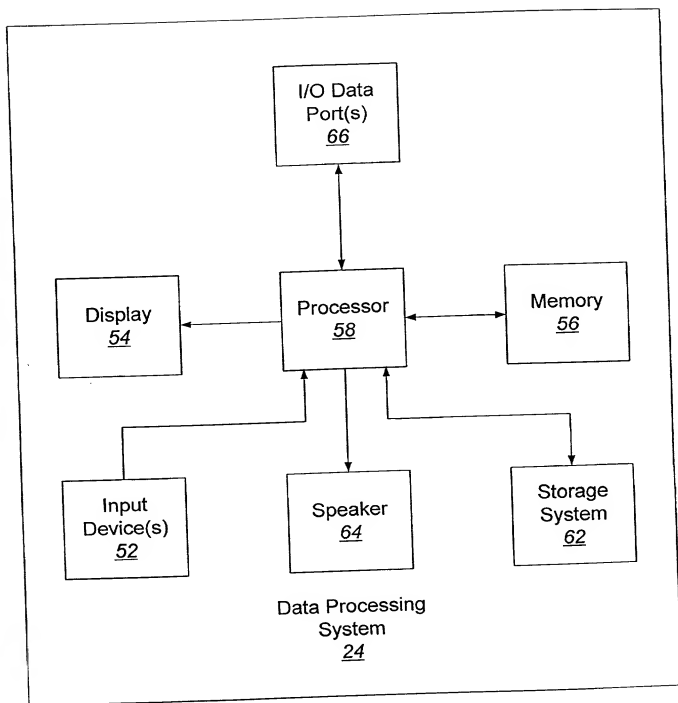 I/O Data
Port(s)
66
Display
54
Processor
58
Memory
56
Input
Device(s)
52
Speaker
64
Storage
System
62
Data Processing
System
24